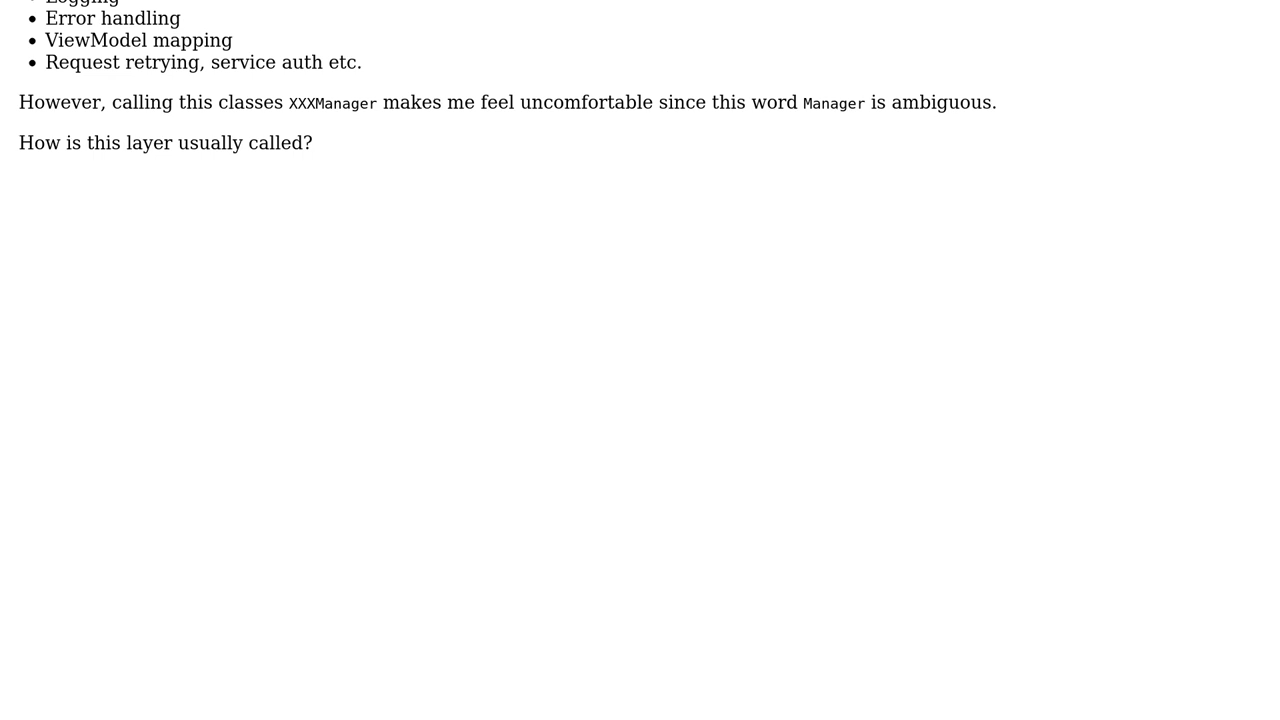 Logging
• Error handling
• ViewModel mapping
• Request retrying, service auth etc.
However, calling this classes XXXManager makes me feel uncomfortable since this word Manager is ambiguous.
How is this layer usually called?